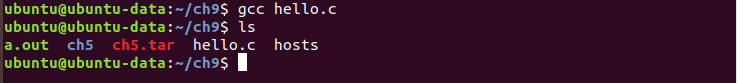 ubuntu@ubuntu-data:~/ch9$ gcc hello.c
ubuntu@ubuntu-data:~/ch9$ ls
a.out  ch5  ch5.tar  hello.c  hosts
ubuntu@ubuntu-data:~/ch9$